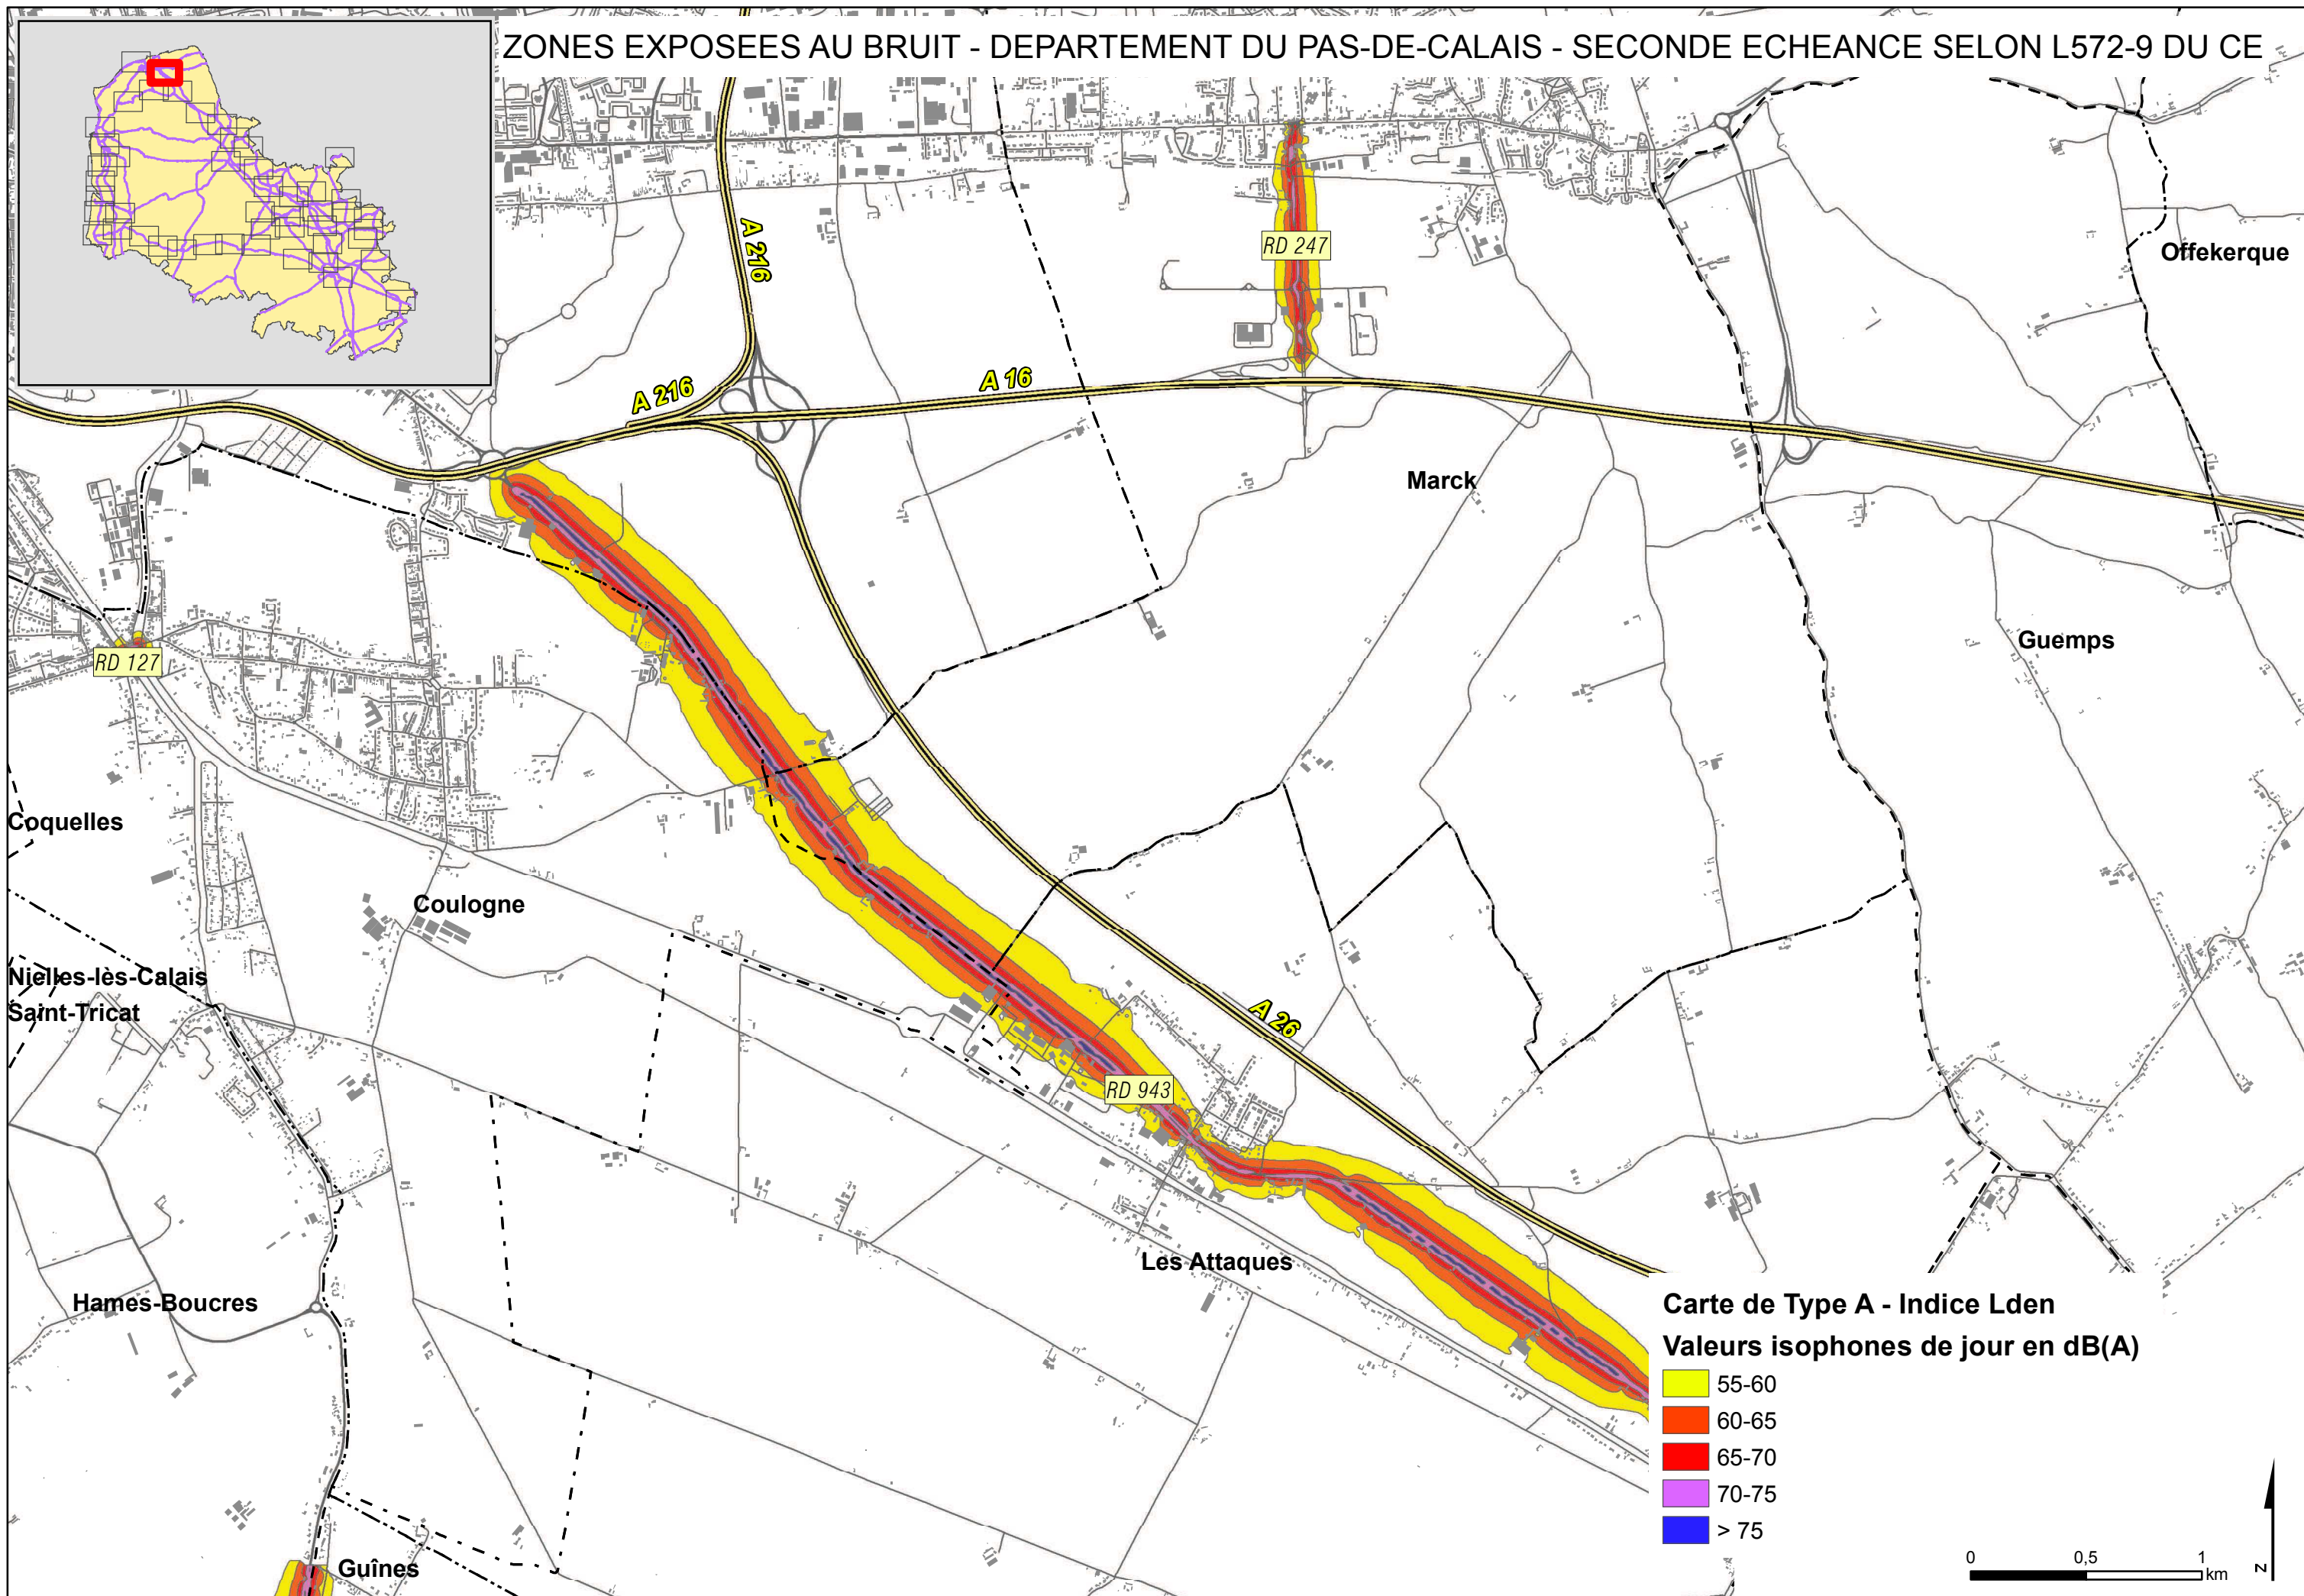 ZONES EXPOSEES AU BRUIT - DEPARTEMENT DU PAS-DE-CALAIS - SECONDE ECHEANCE SELON L572-9 DU CE
A 216
RD 247
Offekerque
A 216
A 16
Marck
Guemps
RD 127
Coquelles
Coulogne
Nielles-lès-Calais
Saint-Tricat
A 26
RD 943
Les Attaques
Hames-Boucres
Guînes
Carte de Type A - Indice Lden
Valeurs isophones de jour en dB(A)
55-60
60-65
65-70
70-75
> 75
0 0,5 1
km
N